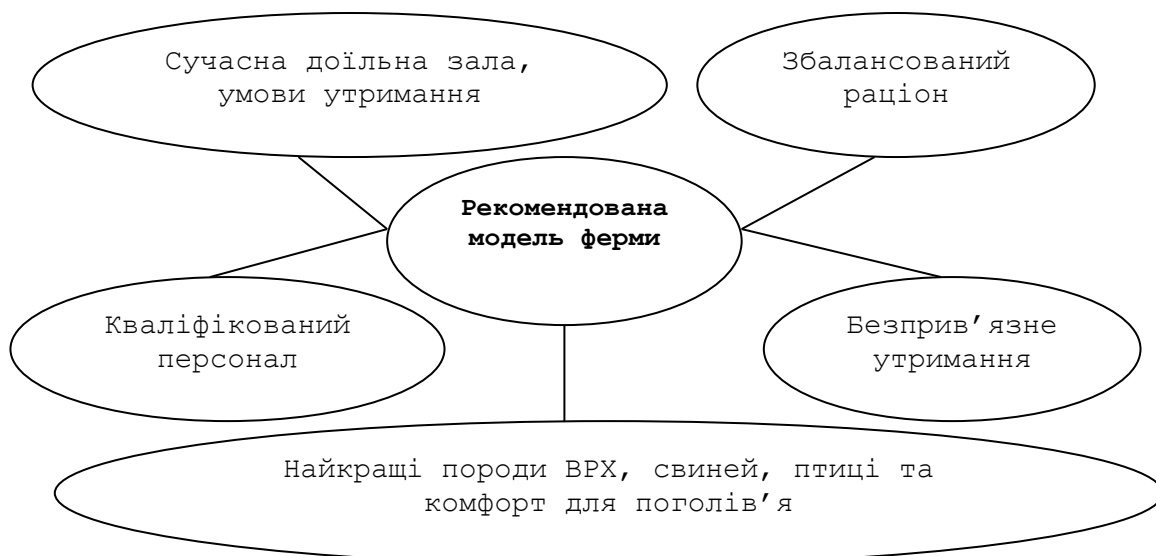 Сучасна доїльна зала,
умови утримання
Збалансований
раціон
Рекомендована
модель ферми
Кваліфікований
персонал
Безприв’язне
утримання
Найкращі породи ВРХ, свиней, птиці та
комфорт для поголів’я